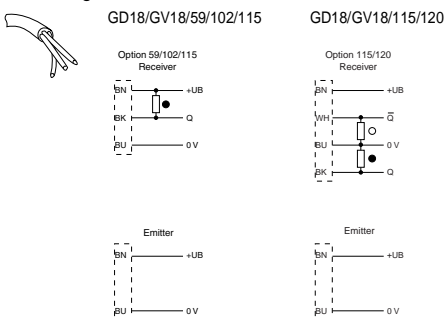 GD18/GV18/59/102/115
GD18/GV18/115/120
Option 59/102/115
Receiver
BN +UB
BK Q
BU 0 V
Option 115/120
Receiver
BN +UB
WH Q̅
BU 0 V
BK Q
Emitter
BN +UB
BU 0 V
Emitter
BN +UB
BU 0 V